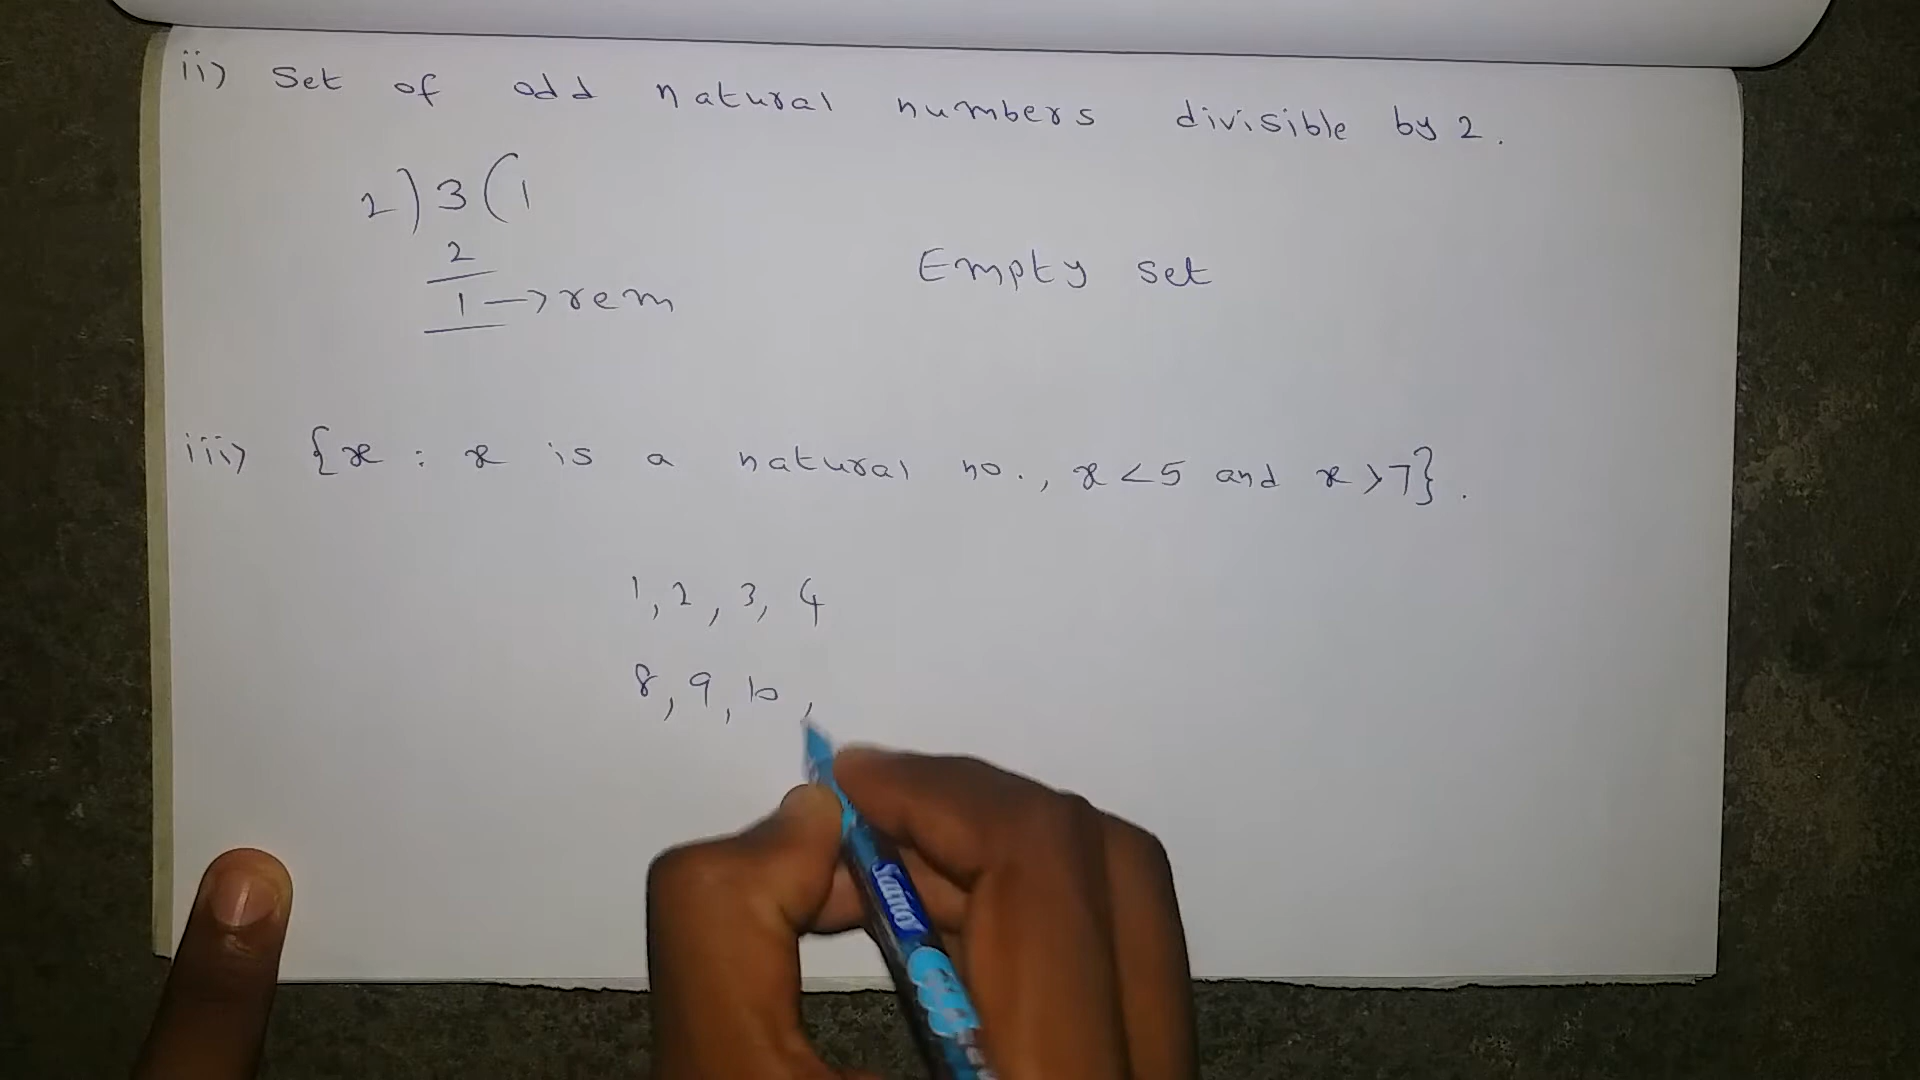 ii) Set of odd natural numbers divisible by 2.
2)3(1
2
1 → rem
Empty set
iii) {x : x is a natural no., x < 5 and x > 7}.
1, 2, 3, 4
8, 9, 10,
Saino